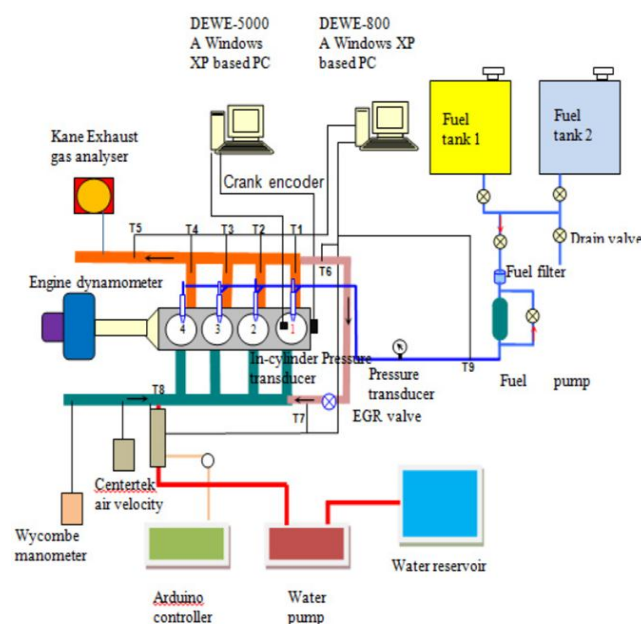 DEWE-5000
A Windows
XP based PC
DEWE-800
A Windows XP
based PC
Fuel
tank 1
Fuel
tank 2
Kane Exhaust
gas analyser
Crank encoder
T5
T4
T3
T2
T1
T6
Drain valve
Fuel filter
Engine dynamometer
4
3
2
1
In-cylinder Pressure
transducer
Pressure
transducer
T9
Fuel pump
T8
T7
EGR valve
Centertek
air velocity
Wycombe
manometer
Arduino
controller
Water
pump
Water reservoir